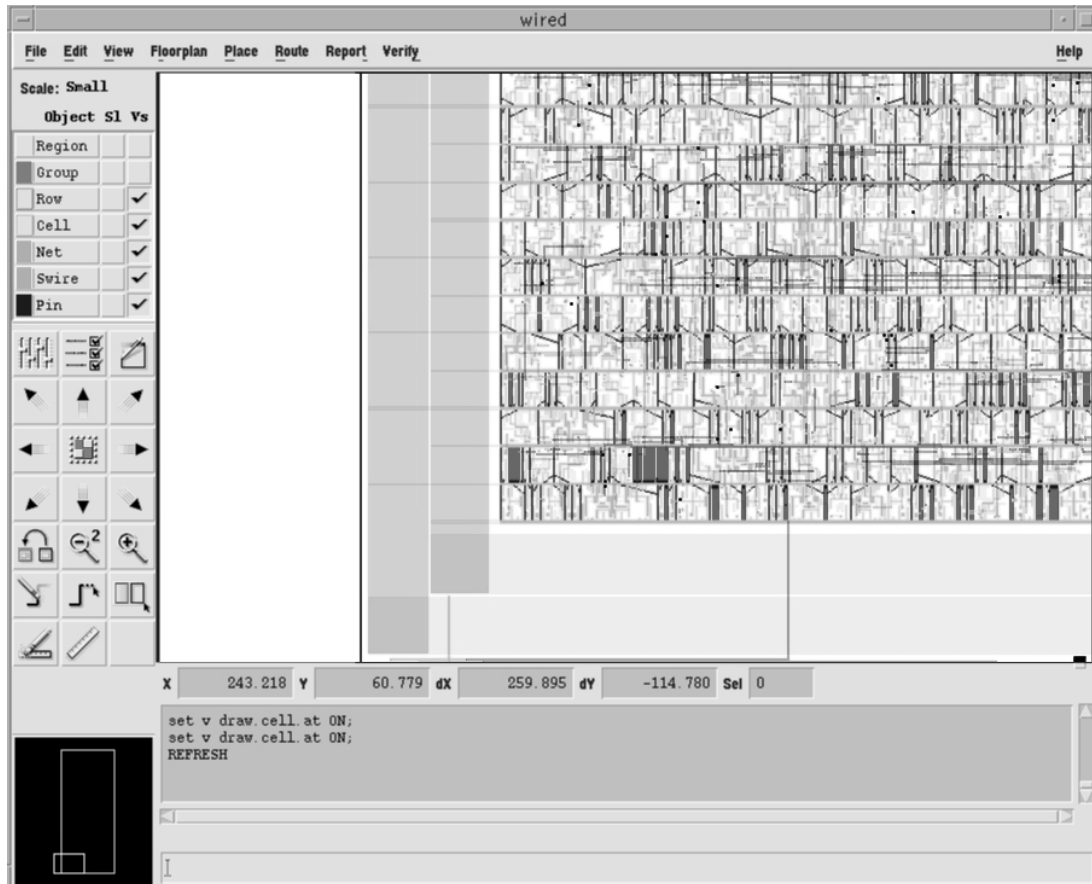 wired
File Edit View Floorplan Place Route Report Verify Help
Scale: Small
Object Sl Vs
Region
Group
Row
Cell
Net
Swire
Pin
2
X 243.218 Y 60.779 dX 259.895 dY -114.780 Sel 0
set v draw.cell.at ON;
set v draw.cell.at ON;
REFRESH